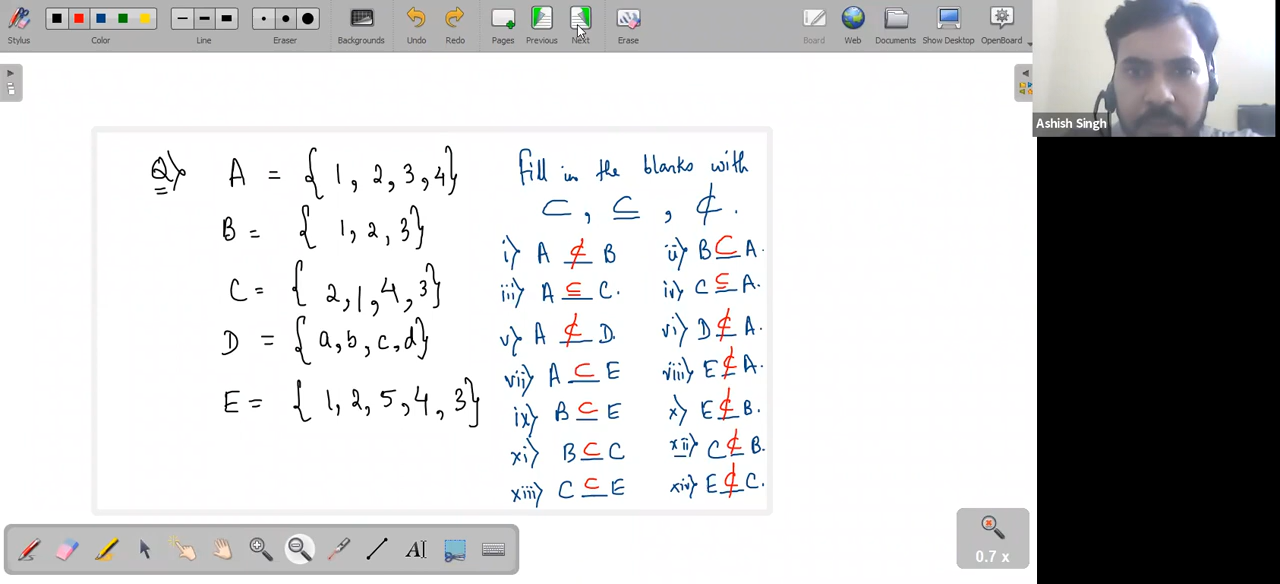 Stylus
Color
Line
Eraser
Backgrounds
Undo
Redo
Pages
Previous
Next
Erase
Board
Web
Documents
Show Desktop
OpenBoard
Ashish Singh
Q) A = { 1, 2, 3, 4}
B = { 1, 2, 3}
C = { 2, 1, 4, 3}
D = { a, b, c, d}
E = { 1, 2, 5, 4, 3}
fill in the blanks with
⊂ , ⊆ , ⊄ .
i) A ⊄ B ii) B ⊂ A.
iii) A ⊆ C. iv) C ⊆ A.
v) A ⊄ D. vi) D ⊄ A.
vii) A ⊂ E viii) E ⊄ A.
ix) B ⊂ E x) E ⊄ B.
xi) B ⊂ C xii) C ⊄ B.
xiii) C ⊂ E xiv) E ⊄ C.
AI
0.7 x